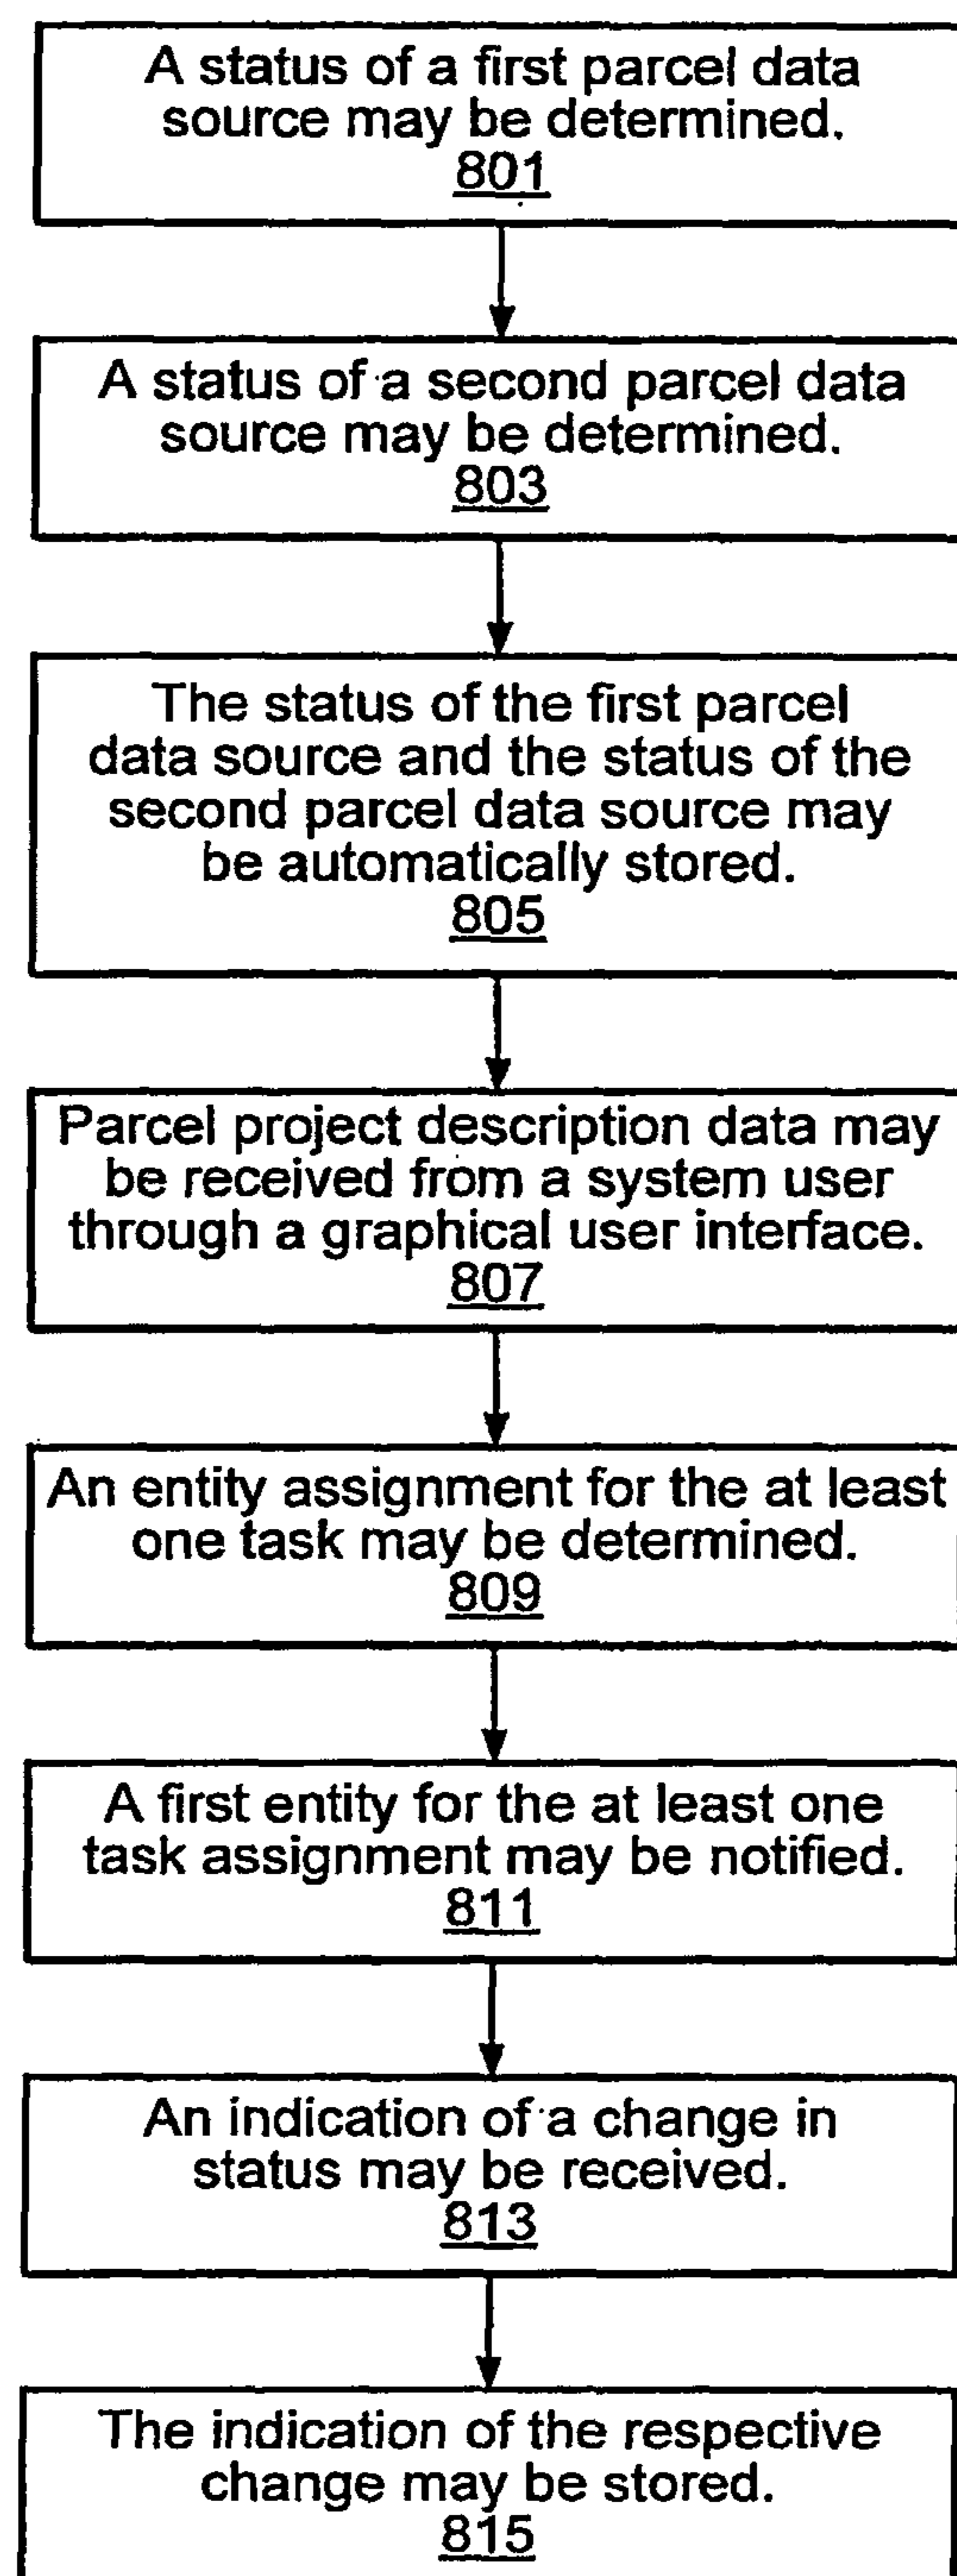 A status of a first parcel data
source may be determined.
801
A status of a second parcel data
source may be determined.
803
The status of the first parcel
data source and the status of the
second parcel data source may
be automatically stored.
805
Parcel project description data may
be received from a system user
through a graphical user interface.
807
An entity assignment for the at least
one task may be determined.
809
A first entity for the at least one
task assignment may be notified.
811
An indication of a change in
status may be received.
813
The indication of the respective
change may be stored.
815